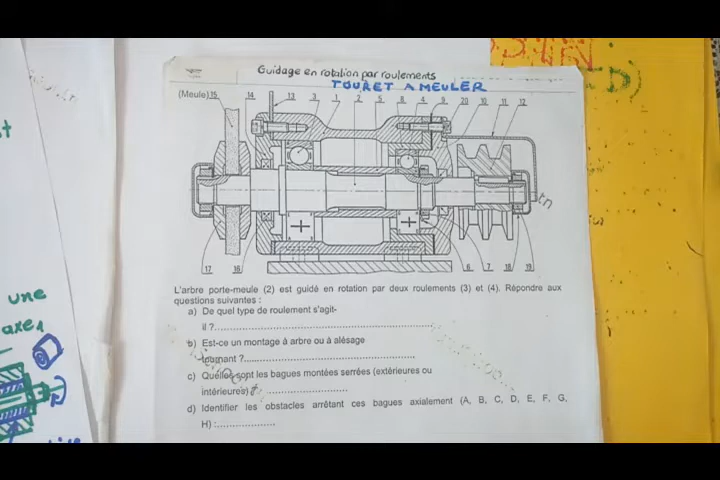 Guidage en rotation par roulements
TOURET A MEULER
(Meule) 15 14 13 3 1 2 5 8 4 9 20 10 11 12
17 16 6 7 18 19
L'arbre porte-meule (2) est guidé en rotation par deux roulements (3) et (4). Répondre aux
questions suivantes :
a) De quel type de roulement s'agit-
il ?
b) Est-ce un montage à arbre ou à alésage
tournant ?
c) Quelles sont les bagues montées serrées (extérieures ou
intérieures)
d) Identifier les obstacles arrêtant ces bagues axialement (A, B, C, D, E, F, G,
H) :
une
axe
tn
D)